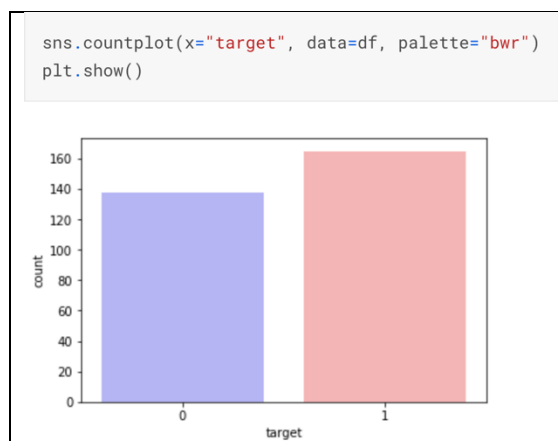 sns.countplot(x="target", data=df, palette="bwr")
plt.show()
160
140
120
100
80
60
40
20
0
count
0 1
target